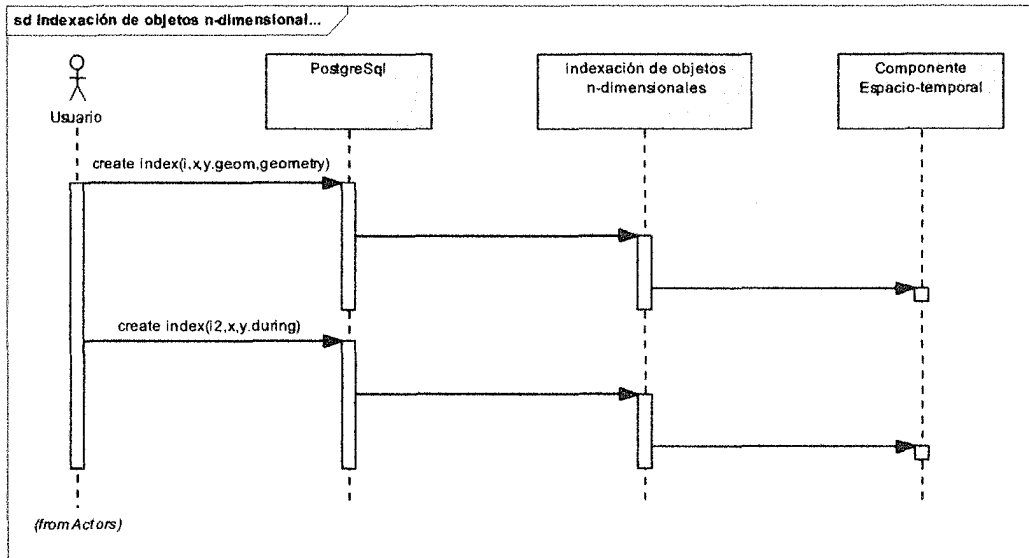 sd Indexación de objetos n-dimensional...
Usuario
PostgreSql
Indexación de objetos
n-dimensionales
Componente
Espacio-temporal
create index(i,x,y.geom,geometry)
create index(i2,x,y.during)
(from Actors)